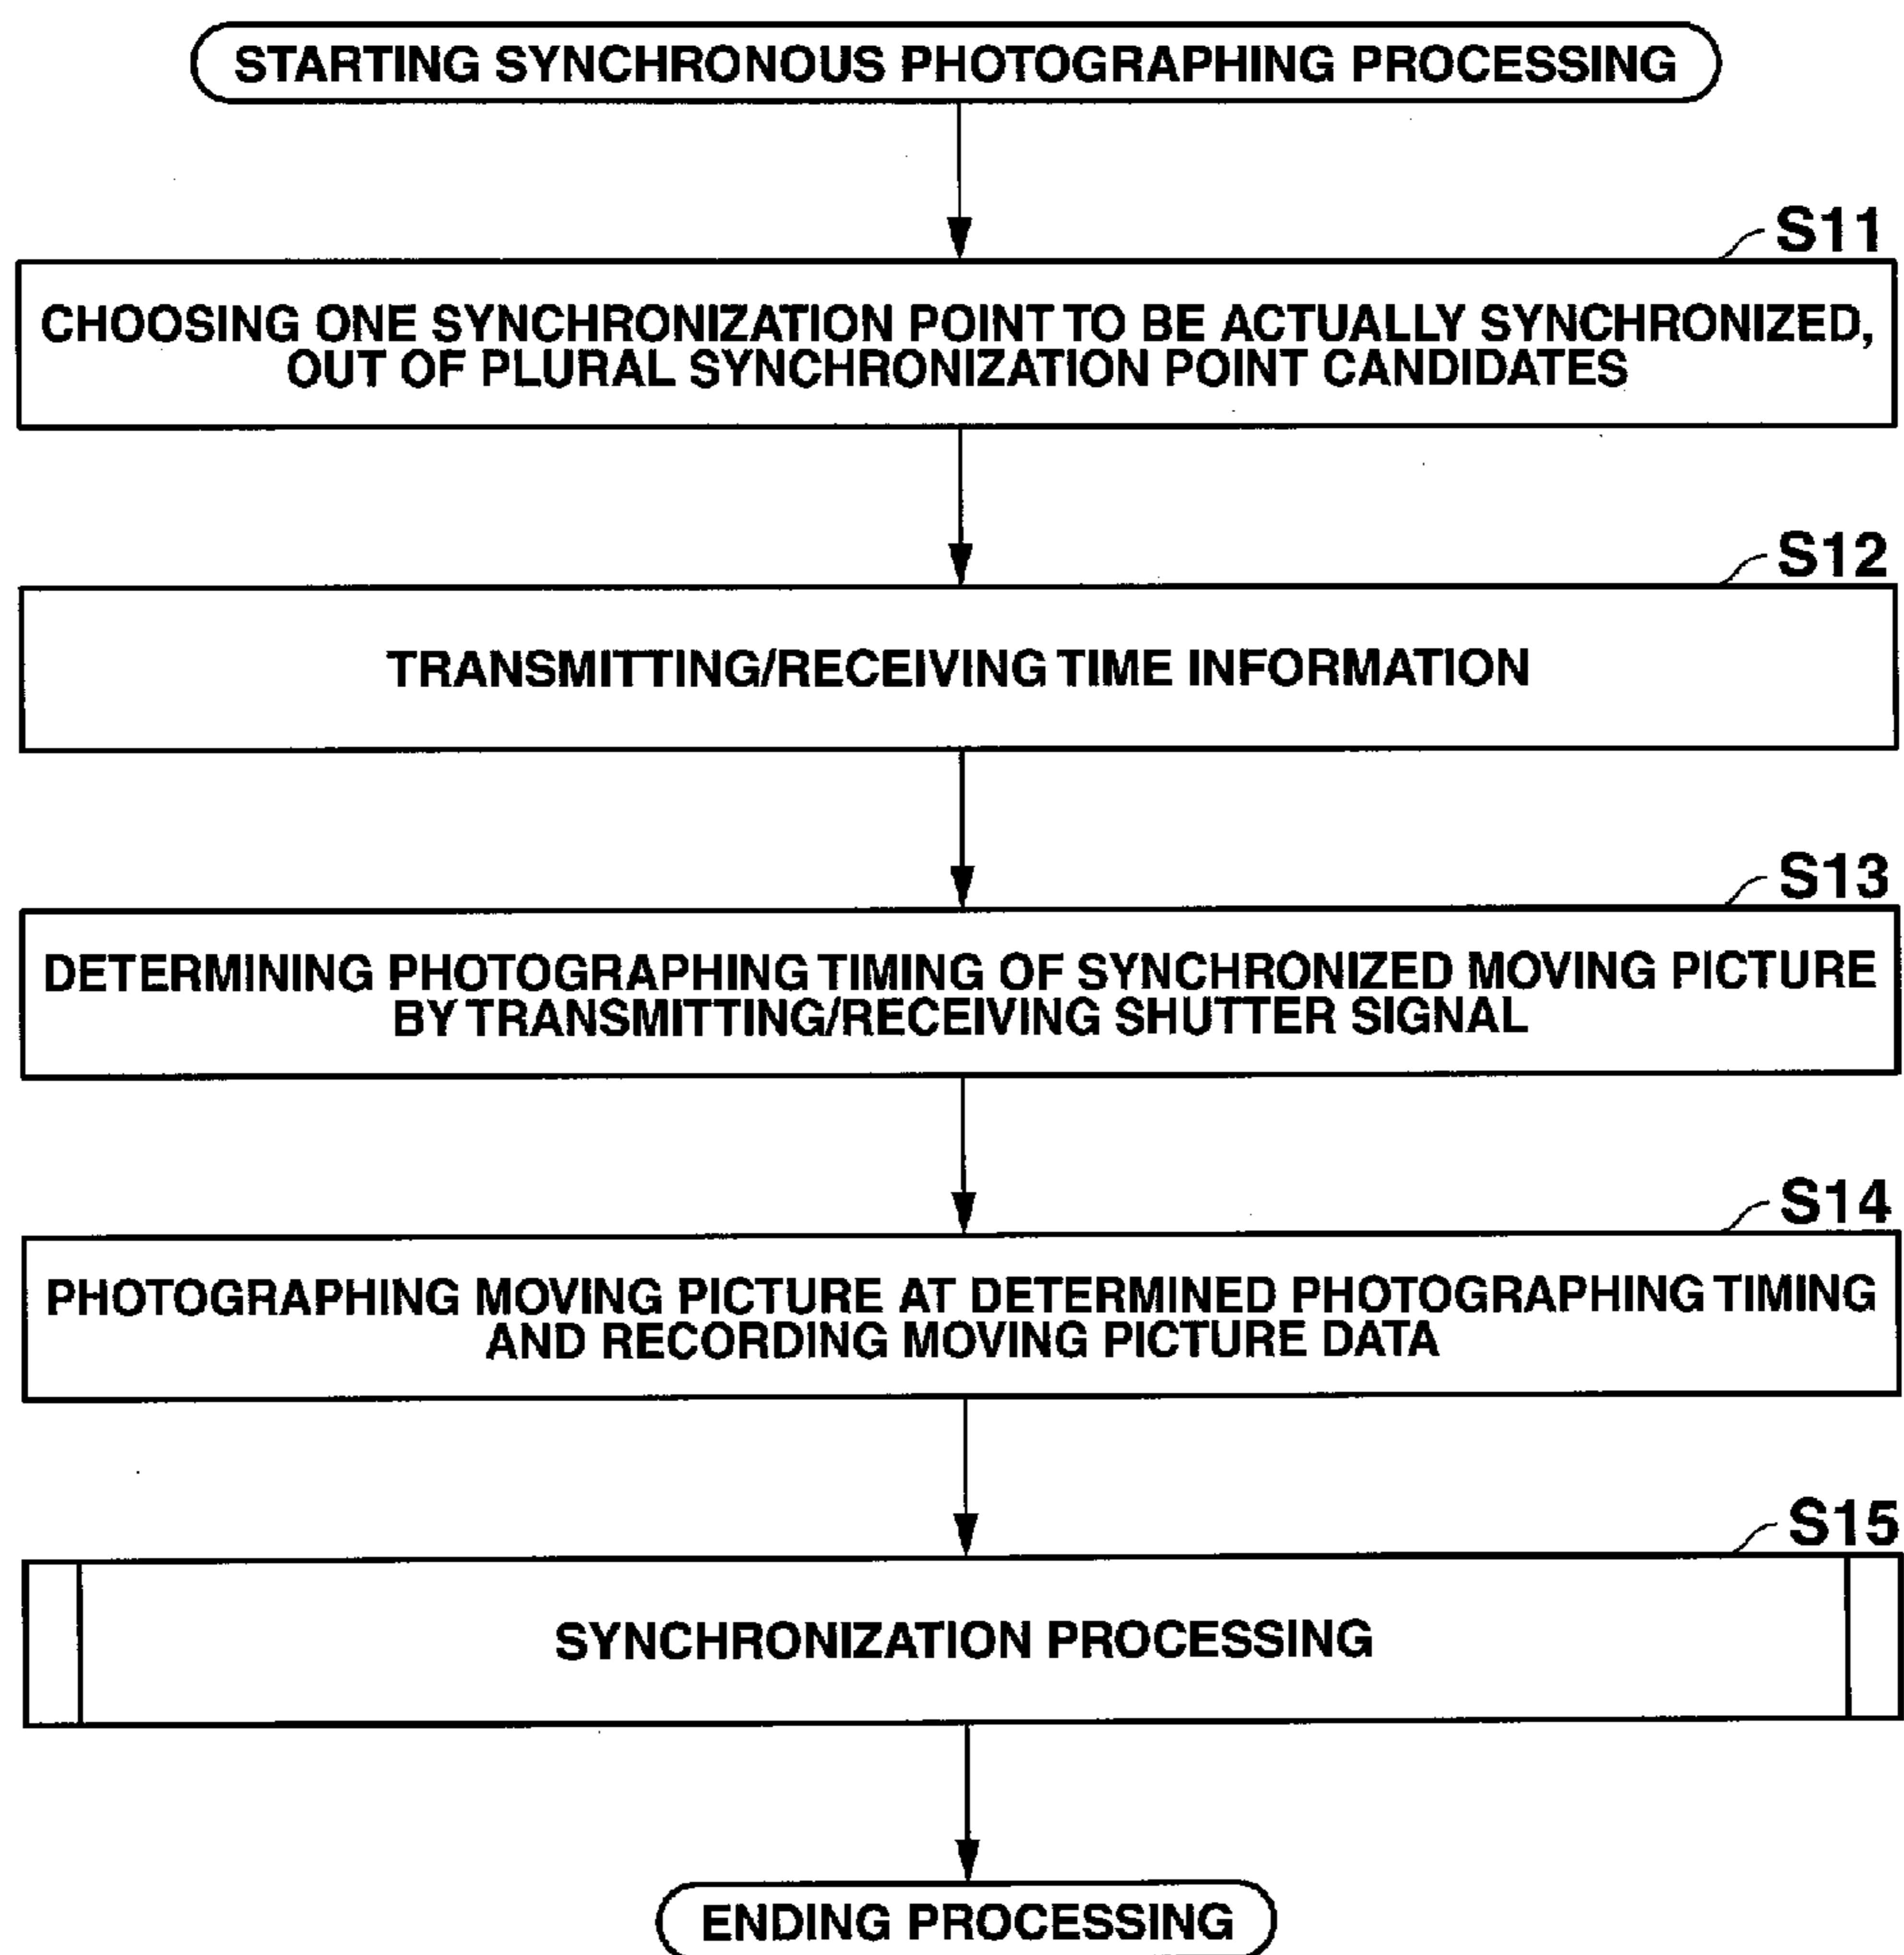 STARTING SYNCHRONOUS PHOTOGRAPHING PROCESSING
S11
CHOOSING ONE SYNCHRONIZATION POINT TO BE ACTUALLY SYNCHRONIZED,
OUT OF PLURAL SYNCHRONIZATION POINT CANDIDATES
S12
TRANSMITTING/RECEIVING TIME INFORMATION
S13
DETERMINING PHOTOGRAPHING TIMING OF SYNCHRONIZED MOVING PICTURE
BY TRANSMITTING/RECEIVING SHUTTER SIGNAL
S14
PHOTOGRAPHING MOVING PICTURE AT DETERMINED PHOTOGRAPHING TIMING
AND RECORDING MOVING PICTURE DATA
S15
SYNCHRONIZATION PROCESSING
ENDING PROCESSING